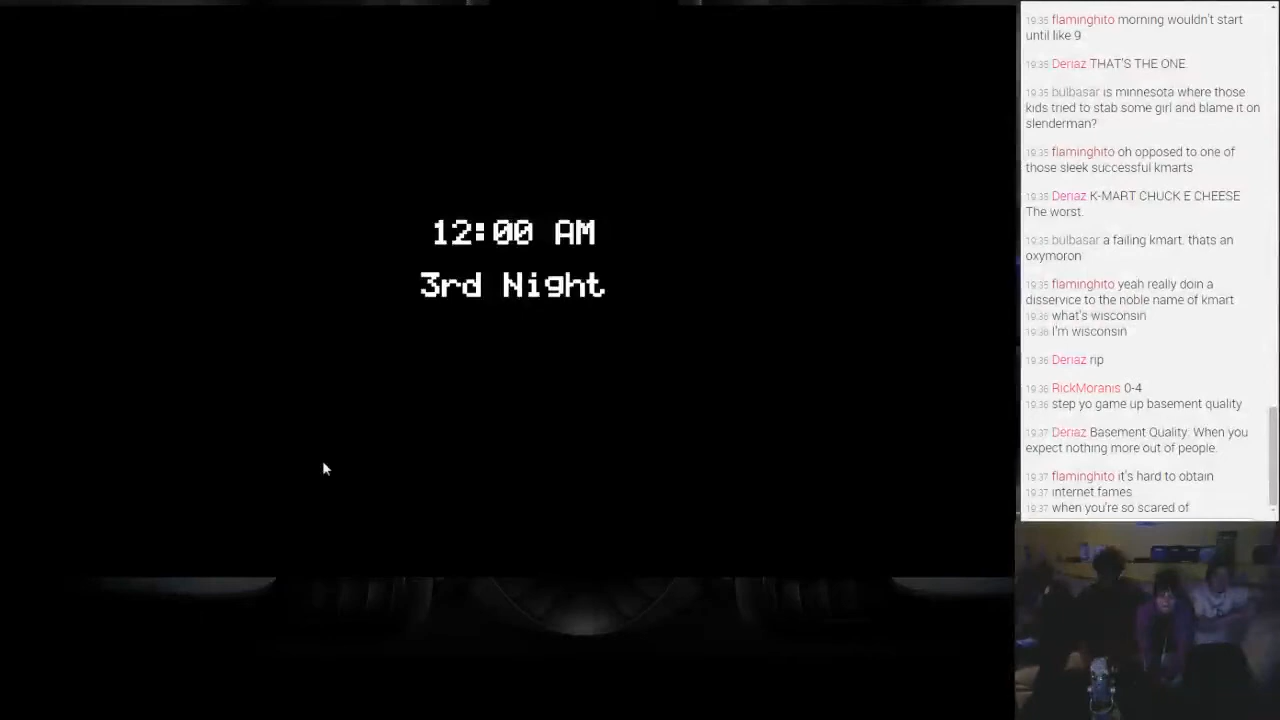 12:00 AM
3rd Night
19:35 flaminghito morning wouldn't start
until like 9
19:35 Deriaz THAT'S THE ONE
19:35 bulbasar is minnesota where those
kids tried to stab some girl and blame it on
slenderman?
19:35 flaminghito oh opposed to one of
those sleek successful kmarts
19:35 Deriaz K-MART CHUCK E CHEESE
The worst.
19:35 bulbasar a failing kmart. thats an
oxymoron
19:35 flaminghito yeah really doin a
disservice to the noble name of kmart
19:36 what's wisconsin
19:36 I'm wisconsin
19:36 Deriaz rip
19:36 RickMoranis 0-4
19:36 step yo game up basement quality
19:37 Deriaz Basement Quality: When you
expect nothing more out of people.
19:37 flaminghito it's hard to obtain
19:37 internet fames
19:37 when you're so scared of